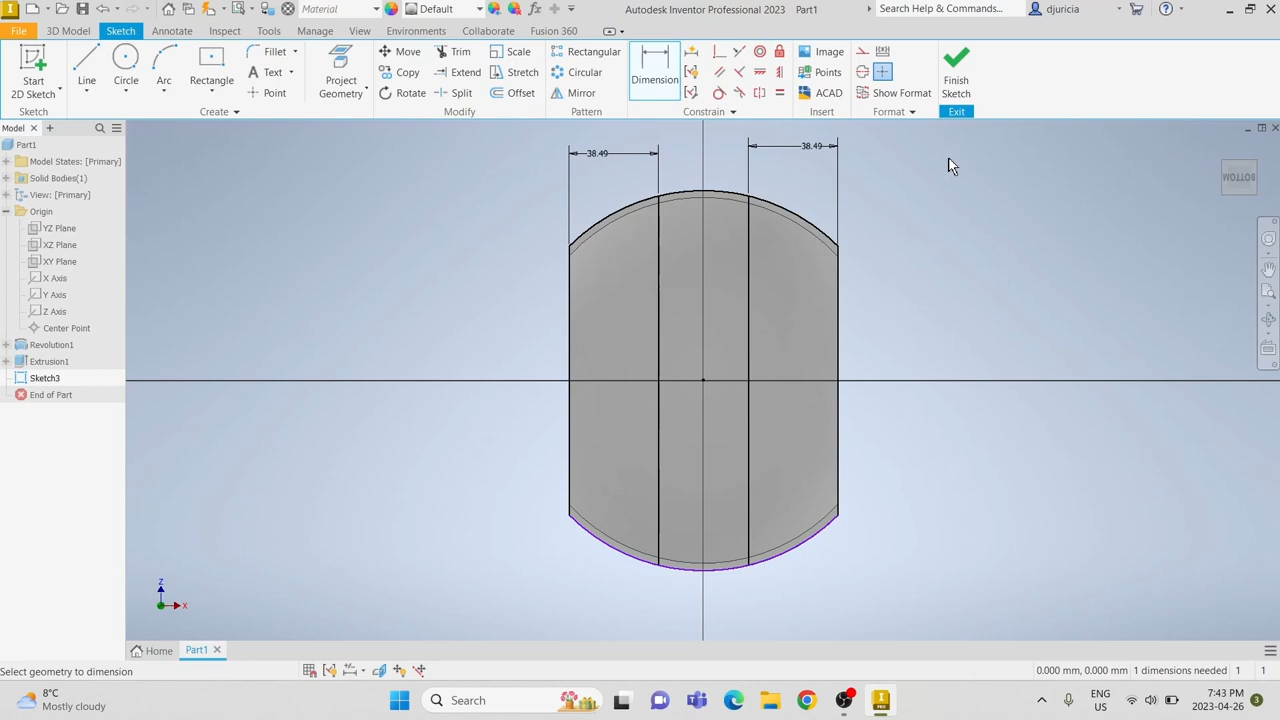 Material
Default
Autodesk Inventor Professional 2023 Part1
Search Help & Commands...
djuricia
File
3D Model
Sketch
Annotate
Inspect
Tools
Manage
View
Environments
Collaborate
Fusion 360
Start
2D Sketch
Line
Circle
Arc
Rectangle
Fillet
Text
Point
Project
Geometry
Move
Copy
Rotate
Trim
Extend
Split
Scale
Stretch
Offset
Rectangular
Circular
Mirror
Dimension
Image
Points
ACAD
Show Format
Finish
Sketch
Sketch
Create
Modify
Pattern
Constrain
Insert
Format
Exit
Model
Part1
Model States: [Primary]
Solid Bodies(1)
View: [Primary]
Origin
YZ Plane
XZ Plane
XY Plane
X Axis
Y Axis
Z Axis
Center Point
Revolution1
Extrusion1
Sketch3
End of Part
38.49
38.49
BOTTOM
Z
X
Home
Part1
Select geometry to dimension
0.000 mm, 0.000 mm
1 dimensions needed
1
1
8°C
Mostly cloudy
Search
PRO
ENG
US
7:43 PM
2023-04-26
3